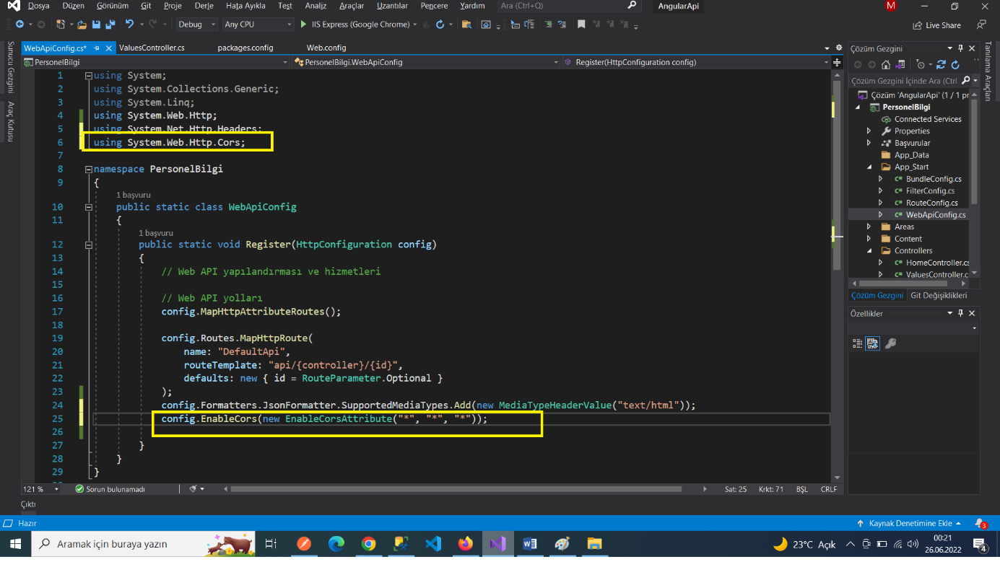 Dosya Düzen Görünüm Git Proje Derle Hata Ayıkla Test Analiz Araçlar Uzantılar Pencere Yardım Ara (Ctrl+Q) AngularApi M
Debug Any CPU IIS Express (Google Chrome) Live Share
Sunucu Gezgini
Araç Kutusu
WebApiConfig.cs* ValuesController.cs packages.config Web.config
PersonelBilgi PersonelBilgi.WebApiConfig Register(HttpConfiguration config)
1 using System;
2 using System.Collections.Generic;
3 using System.Linq;
4 using System.Web.Http;
5 using System.Net.Http.Headers;
6 using System.Web.Http.Cors;
7
8 namespace PersonelBilgi
9 {
1 başvuru
10 public static class WebApiConfig
11 {
1 başvuru
12 public static void Register(HttpConfiguration config)
13 {
14 // Web API yapılandırması ve hizmetleri
15
16 // Web API yolları
17 config.MapHttpAttributeRoutes();
18
19 config.Routes.MapHttpRoute(
20 name: "DefaultApi",
21 routeTemplate: "api/{controller}/{id}",
22 defaults: new { id = RouteParameter.Optional }
23 );
24 config.Formatters.JsonFormatter.SupportedMediaTypes.Add(new MediaTypeHeaderValue("text/html"));
25 config.EnableCors(new EnableCorsAttribute("*", "*", "*"));
26
27 }
28 }
29 }
121 % Sorun bulunamadı Sat: 25 Krkt: 71 BŞL CRLF
Çıktı
Çözüm Gezgini
Çözüm Gezgini İçinde Ara (Ctrl
Çözüm 'AngularApi' (1 / 1 pr
PersonelBilgi
Connected Services
Properties
Başvurular
App_Data
App_Start
BundleConfig.cs
FilterConfig.cs
RouteConfig.cs
WebApiConfig.cs
Areas
Content
Controllers
HomeController.cs
ValuesController.c
Çözüm Gezgini Git Değişiklikleri
Özellikler
Tanılama Araçları
Hazır Kaynak Denetimine Ekle 3
Aramak için buraya yazın 23°C Açık 00:21
26.06.2022 4